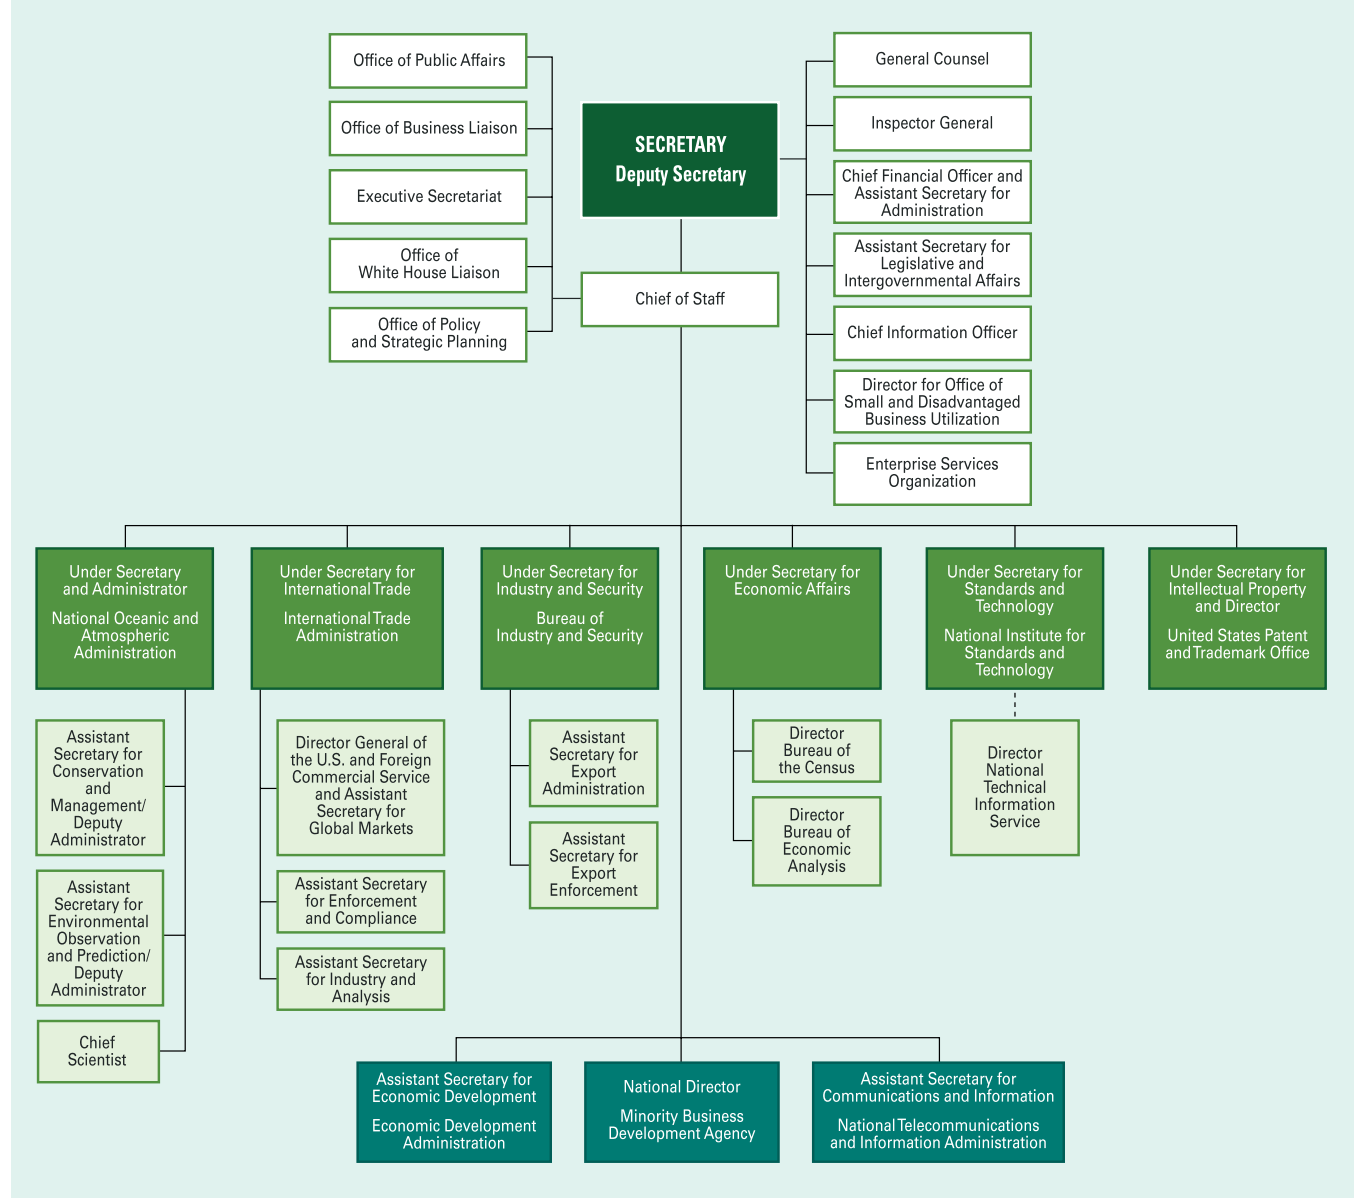 Office of Public Affairs
Office of Business Liaison
Executive Secretariat
Office of
White House Liaison
Office of Policy
and Strategic Planning
SECRETARY
Deputy Secretary
Chief of Staff
General Counsel
Inspector General
Chief Financial Officer and
Assistant Secretary for
Administration
Assistant Secretary for
Legislative and
Intergovernmental Affairs
Chief Information Officer
Director for Office of
Small and Disadvantaged
Business Utilization
Enterprise Services
Organization
Under Secretary
and Administrator
National Oceanic and
Atmospheric
Administration
Under Secretary for
International Trade
International Trade
Administration
Under Secretary for
Industry and Security
Bureau of
Industry and Security
Under Secretary for
Economic Affairs
Under Secretary for
Standards and
Technology
National Institute for
Standards and
Technology
Under Secretary for
Intellectual Property
and Director
United States Patent
and Trademark Office
Assistant
Secretary for
Conservation
and
Management/
Deputy
Administrator
Assistant
Secretary for
Environmental
Observation
and Prediction/
Deputy
Administrator
Chief
Scientist
Director General of
the U.S. and Foreign
Commercial Service
and Assistant
Secretary for
Global Markets
Assistant Secretary
for Enforcement
and Compliance
Assistant Secretary
for Industry and
Analysis
Assistant
Secretary for
Export
Administration
Assistant
Secretary for
Export
Enforcement
Director
Bureau of
the Census
Director
Bureau of
Economic
Analysis
Director
National
Technical
Information
Service
Assistant Secretary for
Economic Development
Economic Development
Administration
National Director
Minority Business
Development Agency
Assistant Secretary for
Communications and Information
National Telecommunications
and Information Administration